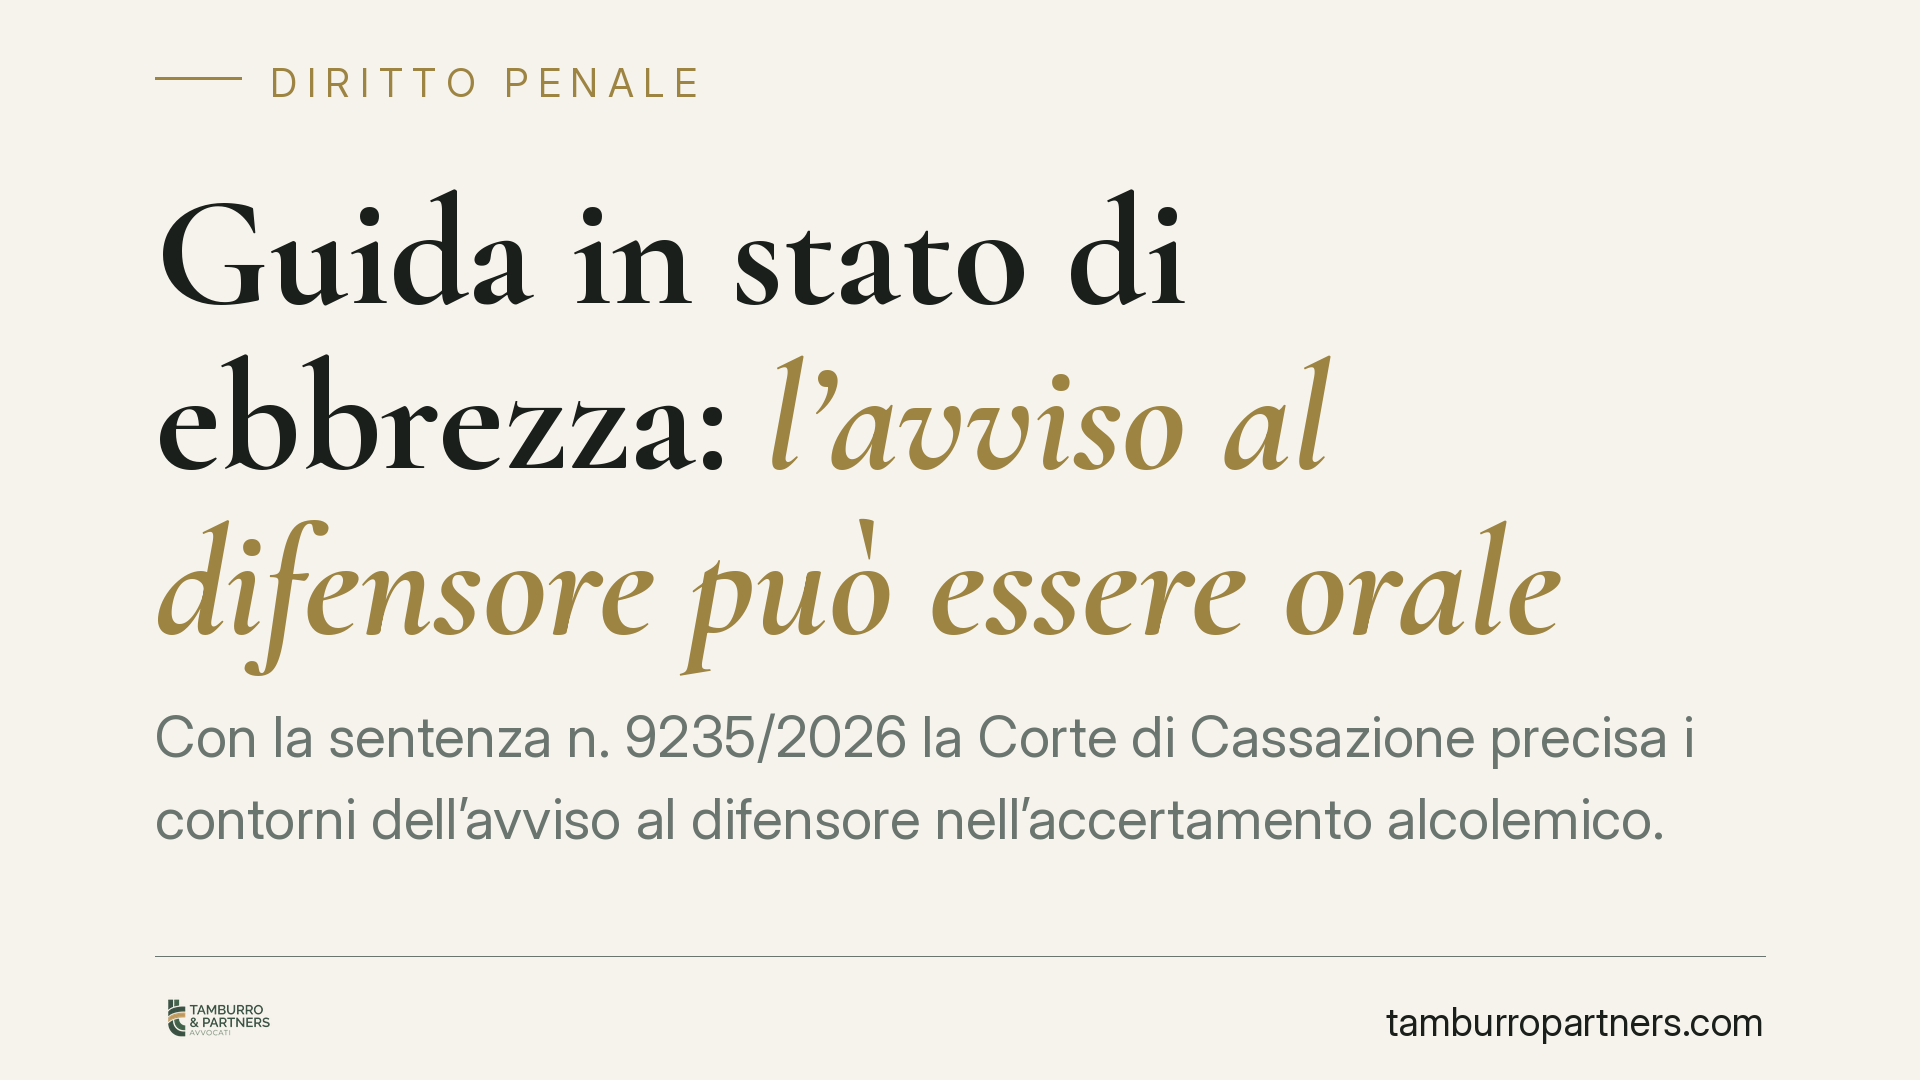 DIRITTO PENALE
Guida in stato di
ebbrezza: l’avviso al
difensore può essere orale
Con la sentenza n. 9235/2026 la Corte di Cassazione precisa i
contorni dell’avviso al difensore nell’accertamento alcolemico.
TAMBURRO
& PARTNERS
AVVOCATI
tamburropartners.com